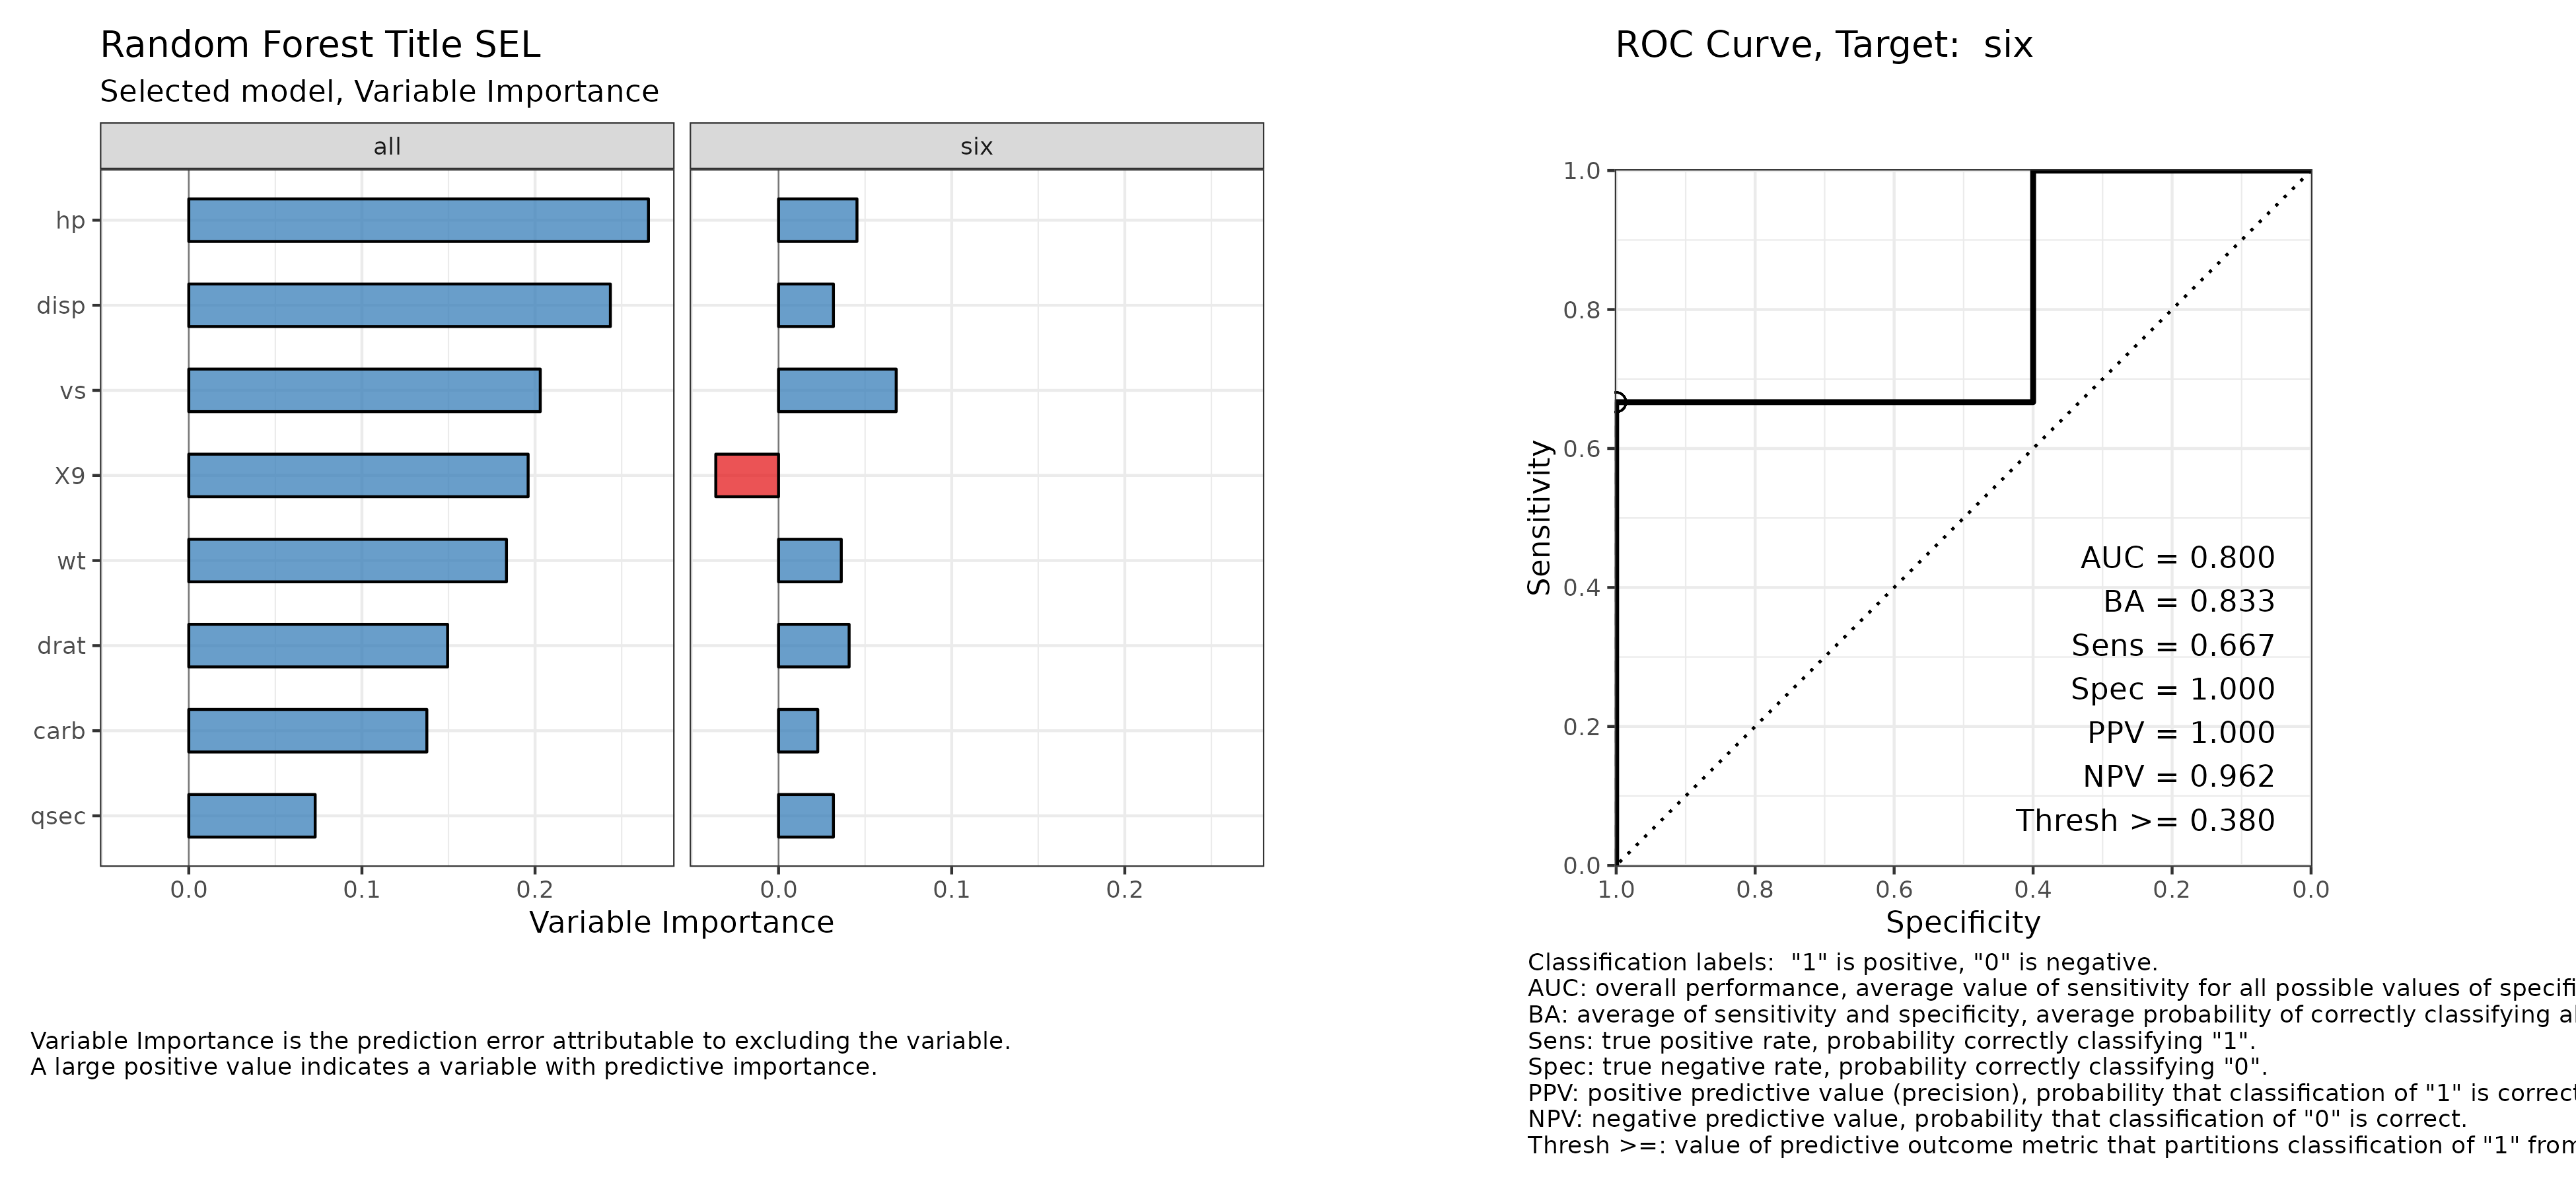 Random Forest Title SEL
Selected model, Variable Importance
all
six
hp
disp
vs
X9
wt
drat
carb
qsec
0.0
0.1
0.2
0.0
0.1
0.2
Variable Importance
Variable Importance is the prediction error attributable to excluding the variable.
A large positive value indicates a variable with predictive importance.
ROC Curve, Target:  six
Sensitivity
1.0
0.8
0.6
0.4
0.2
0.0
AUC = 0.800
BA = 0.833
Sens = 0.667
Spec = 1.000
PPV = 1.000
NPV = 0.962
Thresh >= 0.380
1.0
0.8
0.6
0.4
0.2
0.0
Specificity
Classification labels:  "1" is positive, "0" is negative.
AUC: overall performance, average value of sensitivity for all possible values of
BA: average of sensitivity and specificity, average probability of correctly classifying
Sens: true positive rate, probability correctly classifying "1".
Spec: true negative rate, probability correctly classifying "0".
PPV: positive predictive value (precision), probability that classification of "1" is correct
NPV: negative predictive value, probability that classification of "0" is correct.
Thresh >=: value of predictive outcome metric that partitions classification of "1" from